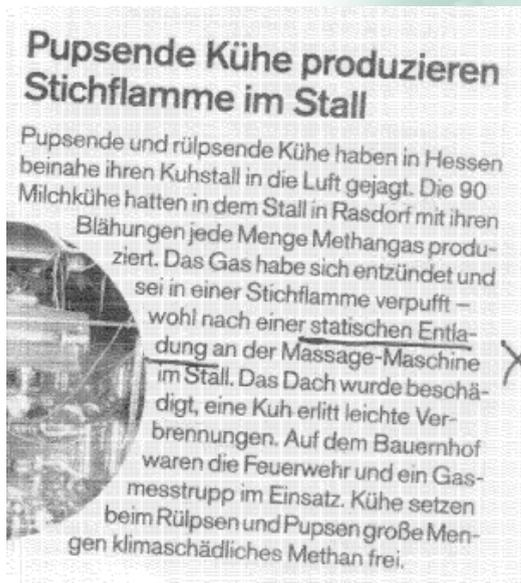 Pupsende Kühe produzieren
Stichflamme im Stall
Pupsende und rülpsende Kühe haben in Hessen
beinahe ihren Kuhstall in die Luft gejagt. Die 90
Milchkühe hatten in dem Stall in Rasdorf mit ihren
Blähungen jede Menge Methangas produ-
ziert. Das Gas habe sich entzündet und
sei in einer Stichflamme verpufft –
wohl nach einer statischen Entla-
dung an der Massage-Maschine
im Stall. Das Dach wurde beschä-
digt, eine Kuh erlitt leichte Ver-
brennungen. Auf dem Bauernhof
waren die Feuerwehr und ein Gas-
messtrupp im Einsatz. Kühe setzen
beim Rülpsen und Pupsen große Men-
gen klimaschädliches Methan frei.